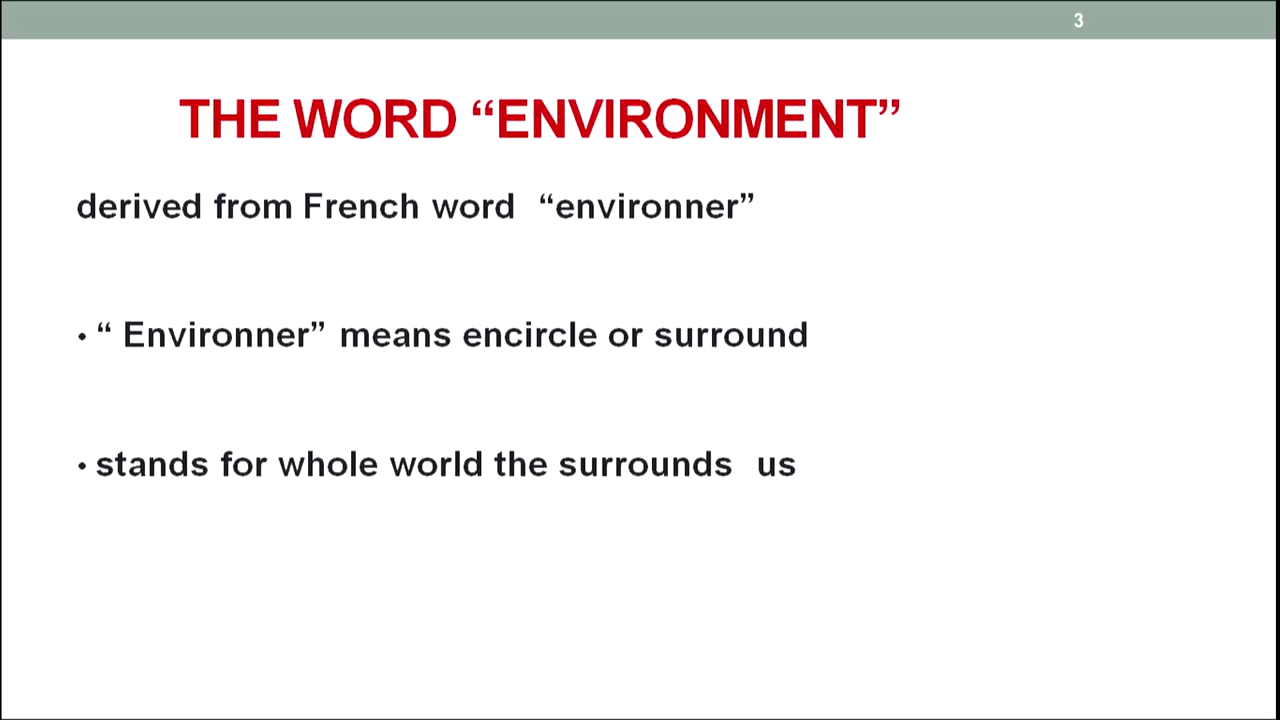 3
THE WORD “ENVIRONMENT”
derived from French word “environner”
• “ Environner” means encircle or surround
• stands for whole world the surrounds us